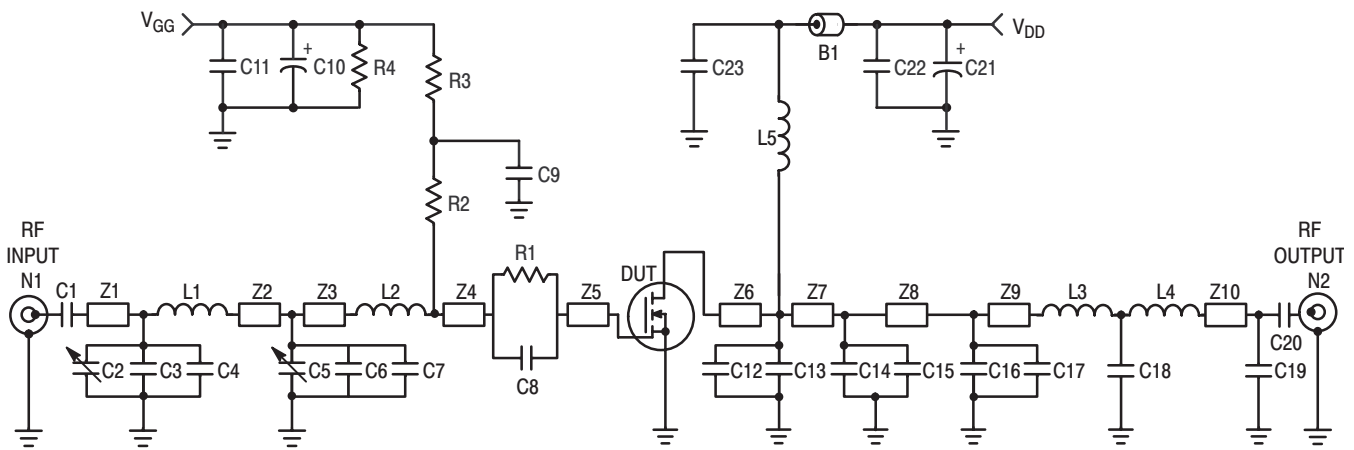 VGG
VDD
B1
C11
+
C10
R4
R3
C23
C22
+
C21
L5
C9
R2
RF
INPUT
N1
RF
OUTPUT
N2
R1
DUT
C1
Z1
L1
Z2
Z3
L2
Z4
Z5
Z6
Z7
Z8
Z9
L3
L4
Z10
C20
C2
C3
C4
C5
C6
C7
C8
C12
C13
C14
C15
C16
C17
C18
C19